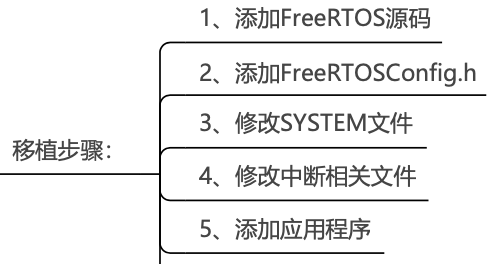 移植步骤：
1、添加FreeRTOS源码
2、添加FreeRTOSConfig.h
3、修改SYSTEM文件
4、修改中断相关文件
5、添加应用程序